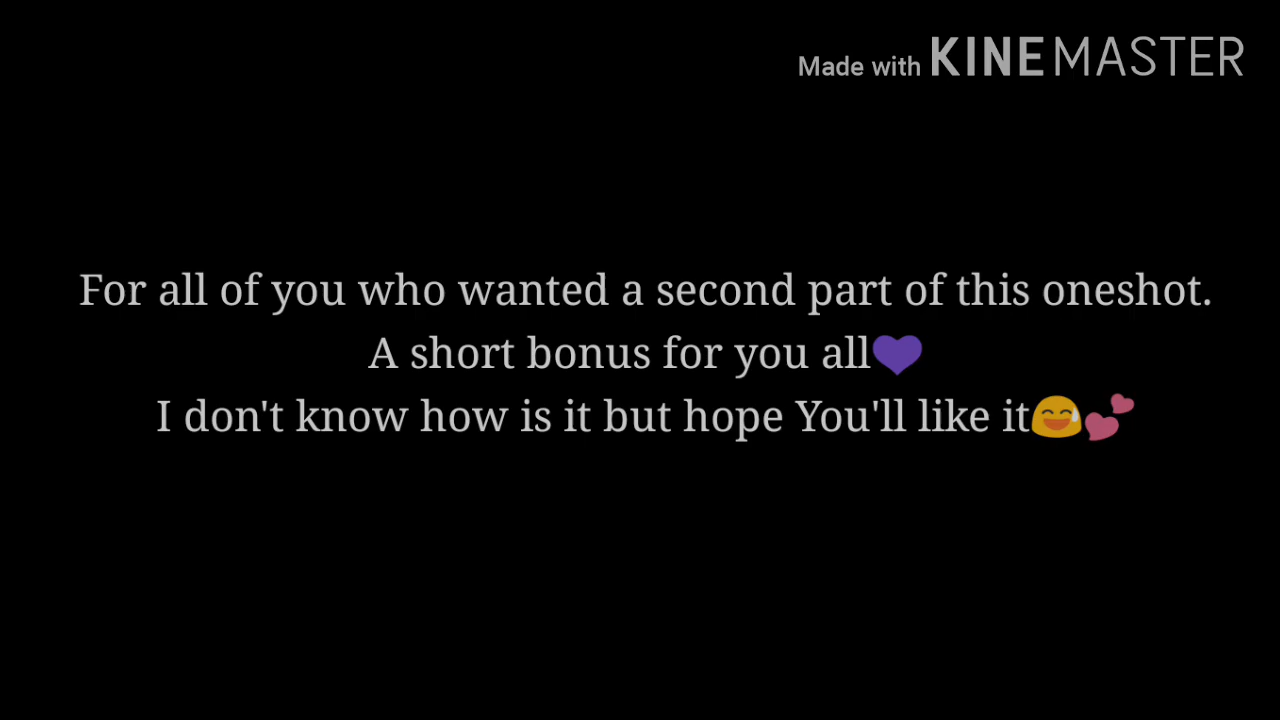 Made with KINEMASTER
For all of you who wanted a second part of this oneshot.
A short bonus for you all💜
I don't know how is it but hope You'll like it😅💕